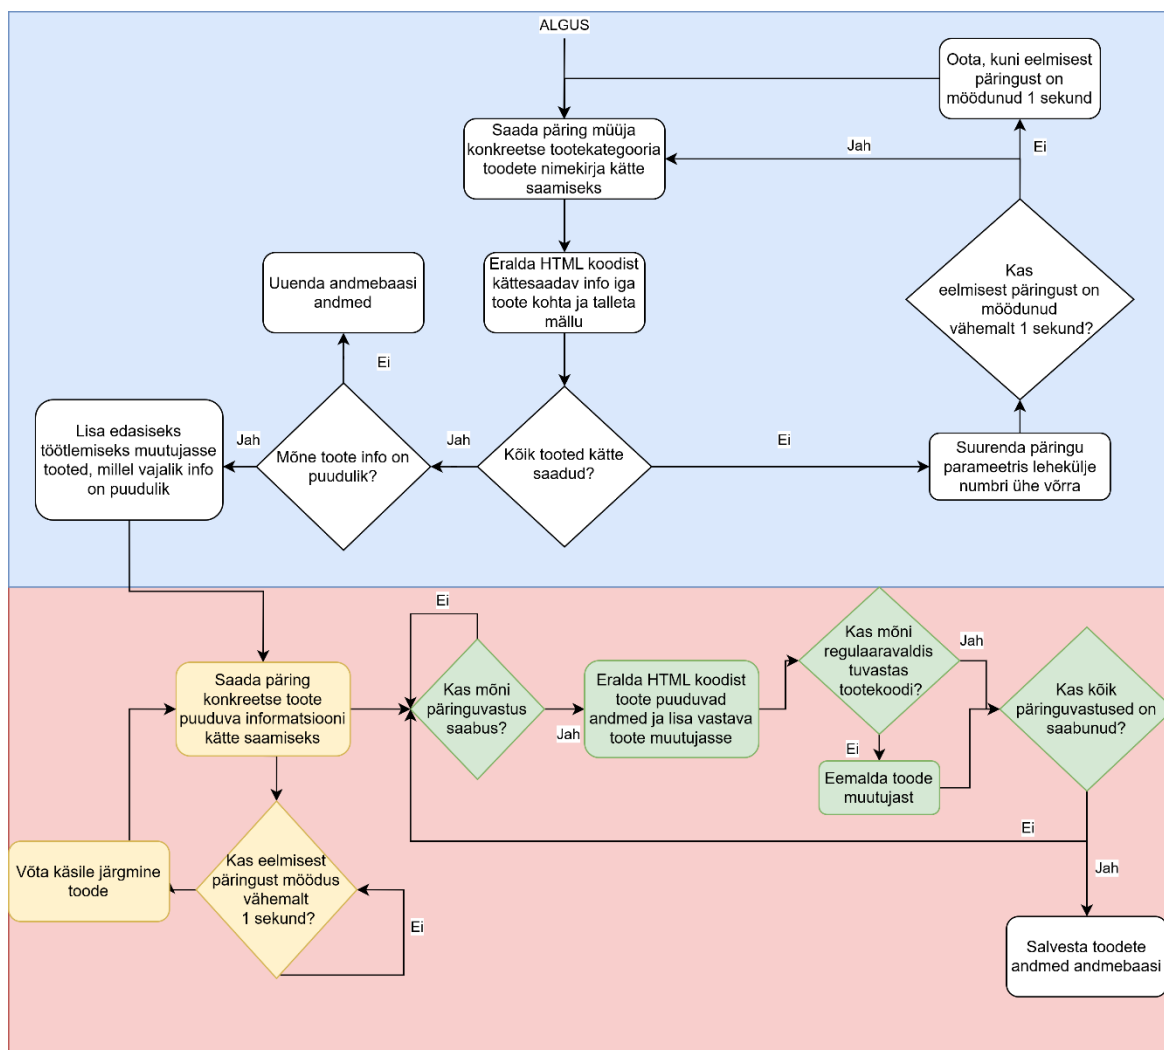 ALGUS
Oota, kuni eelmisest
päringust on
möödunud 1 sekund
Saada päring müüja
konkreetse tootekategooria
toodete nimekirja kätte
saamiseks
Jah
Ei
Kas
eelmisest päringust on
möödunud
vähemalt 1 sekund?
Eralda HTML koodist
kättesaadav info iga
toote kohta ja talleta
mällu
Uuenda andmebaasi
andmed
Ei
Lisa edasiseks
töötlemiseks muutujasse
tooted, millel vajalik info
on puudulik
Jah
Mõne toote info on
puudulik?
Jah
Kõik tooted kätte
saadud?
Ei
Suurenda päringu
parameetris lehekülje
numbri ühe võrra
Ei
Saada päring
konkreetse toote
puuduva informatsiooni
kätte saamiseks
Kas mõni
päringuvastus
saabus?
Jah
Eralda HTML koodist
toote puuduvad
andmed ja lisa vastava
toote muutujasse
Kas mõni
regulaaravaldis
tuvastas
tootekoodi?
Jah
Ei
Eemalda toode
muutujast
Kas kõik
päringuvastused on
saabunud?
Ei
Jah
Võta käsile järgmine
toode
Kas eelmisest
päringust möödus
vähemalt
1 sekund?
Ei
Salvesta toodete
andmed andmebaasi